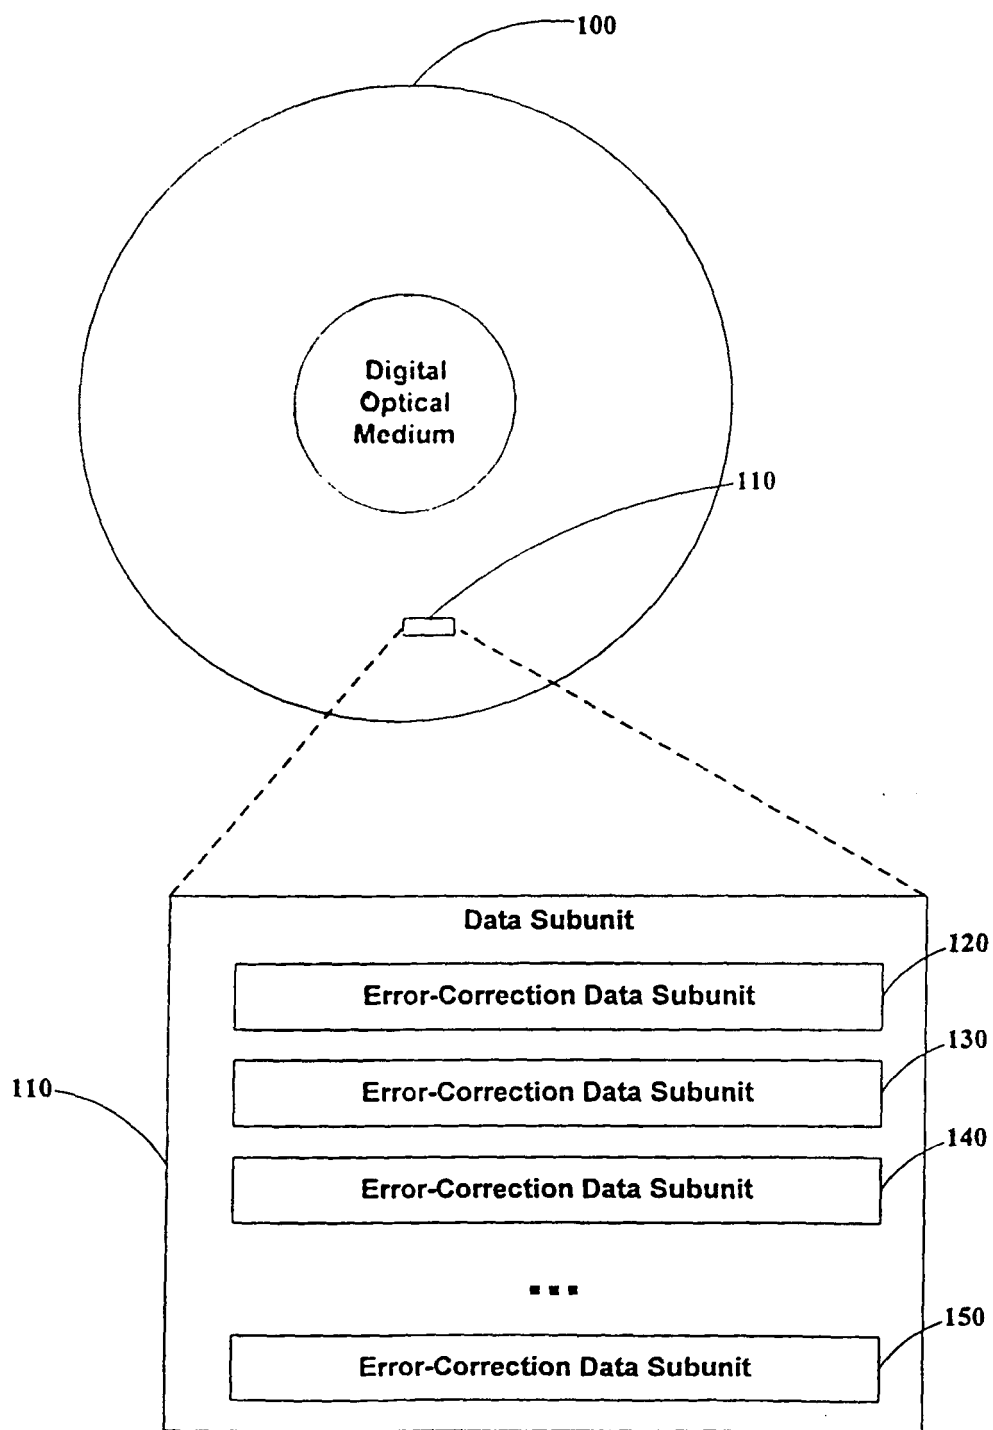 100
Digital
Optical
Medium
110
Data Subunit
120
Error-Correction Data Subunit
130
Error-Correction Data Subunit
110
140
Error-Correction Data Subunit
...
150
Error-Correction Data Subunit